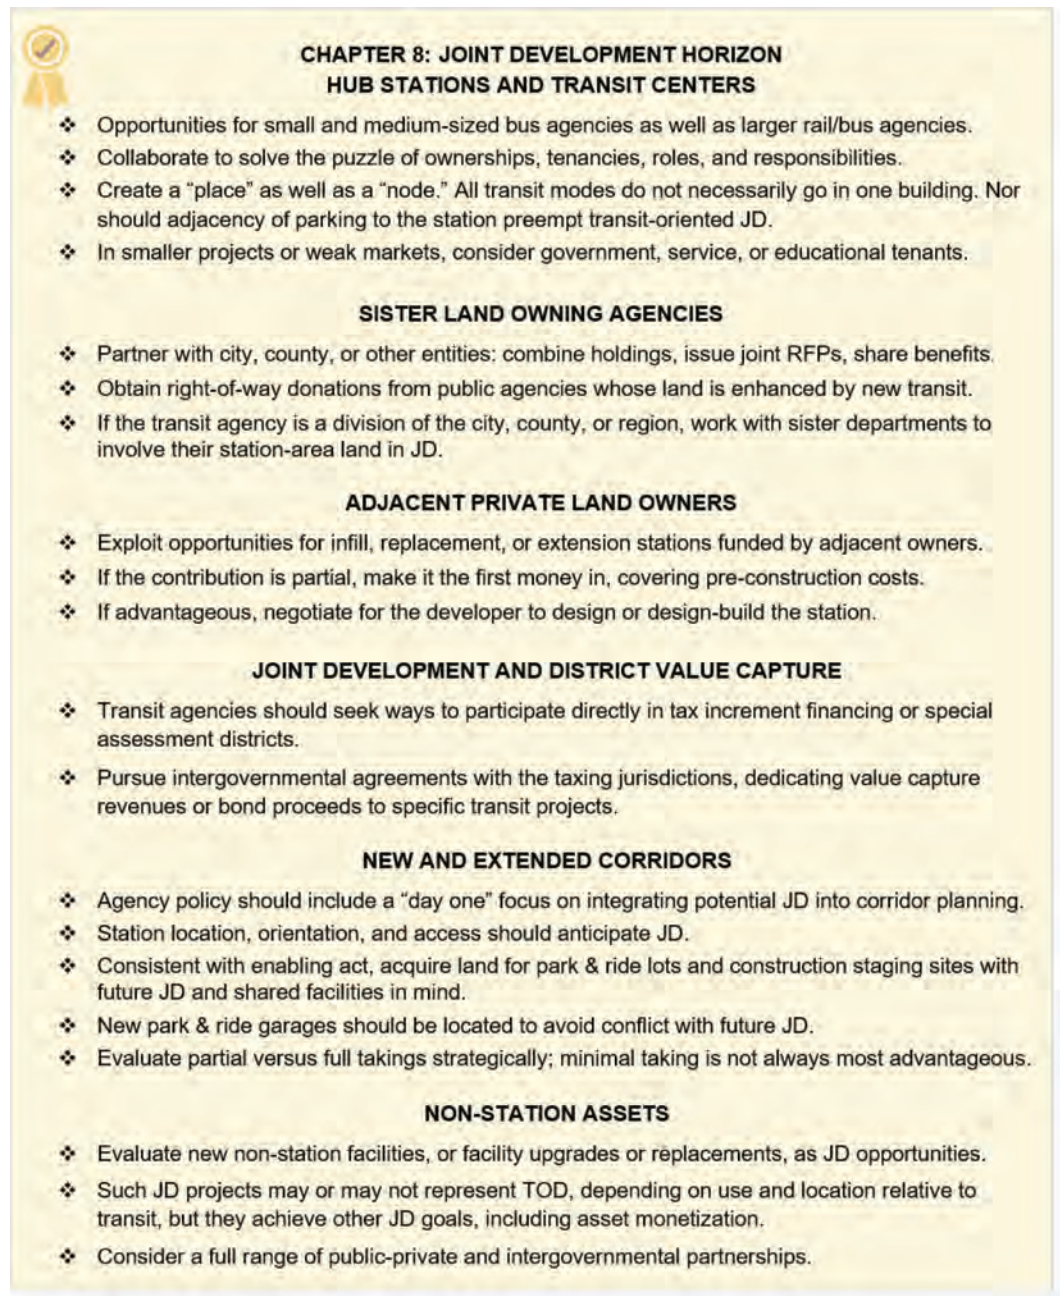 CHAPTER 8: JOINT DEVELOPMENT HORIZON
HUB STATIONS AND TRANSIT CENTERS
❖ Opportunities for small and medium-sized bus agencies as well as larger rail/bus agencies.
❖ Collaborate to solve the puzzle of ownerships, tenancies, roles, and responsibilities.
❖ Create a “place” as well as a “node.” All transit modes do not necessarily go in one building. Nor
should adjacency of parking to the station preempt transit-oriented JD.
❖ In smaller projects or weak markets, consider government, service, or educational tenants.
SISTER LAND OWNING AGENCIES
❖ Partner with city, county, or other entities: combine holdings, issue joint RFPs, share benefits.
❖ Obtain right-of-way donations from public agencies whose land is enhanced by new transit.
❖ If the transit agency is a division of the city, county, or region, work with sister departments to
involve their station-area land in JD.
ADJACENT PRIVATE LAND OWNERS
❖ Exploit opportunities for infill, replacement, or extension stations funded by adjacent owners.
❖ If the contribution is partial, make it the first money in, covering pre-construction costs.
❖ If advantageous, negotiate for the developer to design or design-build the station.
JOINT DEVELOPMENT AND DISTRICT VALUE CAPTURE
❖ Transit agencies should seek ways to participate directly in tax increment financing or special
assessment districts.
❖ Pursue intergovernmental agreements with the taxing jurisdictions, dedicating value capture
revenues or bond proceeds to specific transit projects.
NEW AND EXTENDED CORRIDORS
❖ Agency policy should include a “day one” focus on integrating potential JD into corridor planning.
❖ Station location, orientation, and access should anticipate JD.
❖ Consistent with enabling act, acquire land for park & ride lots and construction staging sites with
future JD and shared facilities in mind.
❖ New park & ride garages should be located to avoid conflict with future JD.
❖ Evaluate partial versus full takings strategically; minimal taking is not always most advantageous.
NON-STATION ASSETS
❖ Evaluate new non-station facilities, or facility upgrades or replacements, as JD opportunities.
❖ Such JD projects may or may not represent TOD, depending on use and location relative to
transit, but they achieve other JD goals, including asset monetization.
❖ Consider a full range of public-private and intergovernmental partnerships.